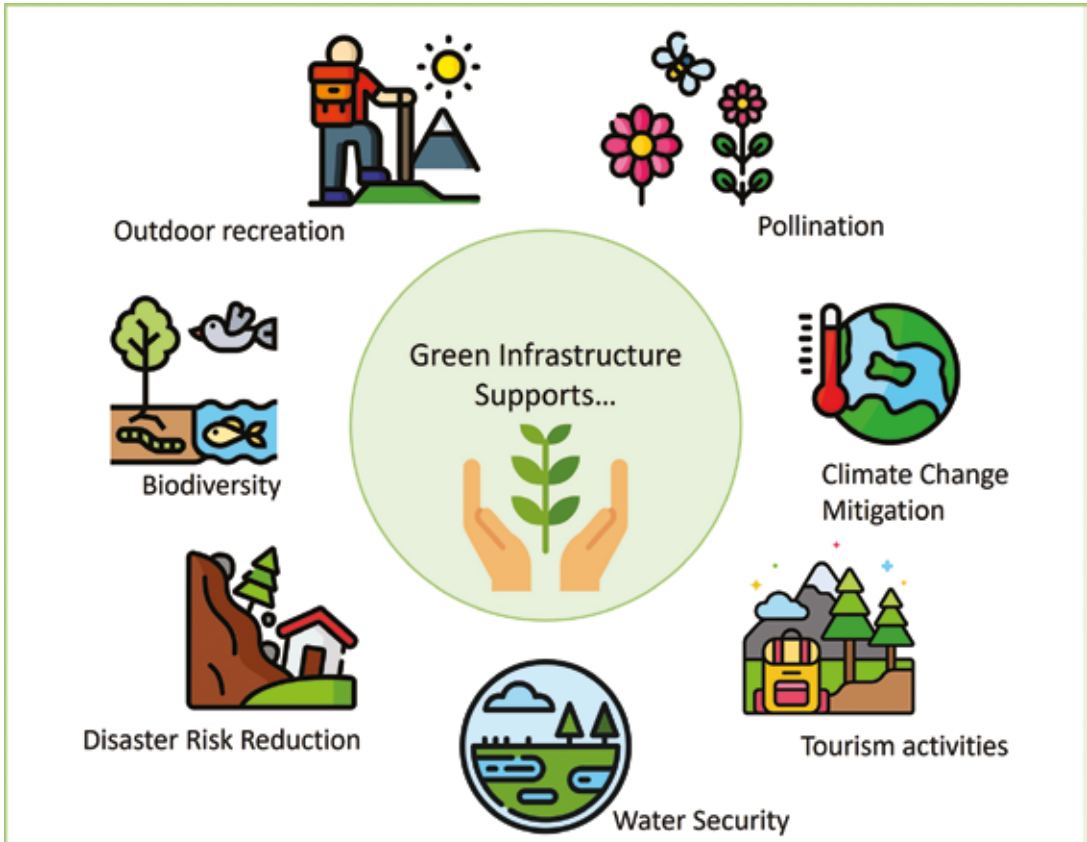 Outdoor recreation
Pollination
Green Infrastructure
Supports...
Biodiversity
Climate Change
Mitigation
Disaster Risk Reduction
Tourism activities
Water Security